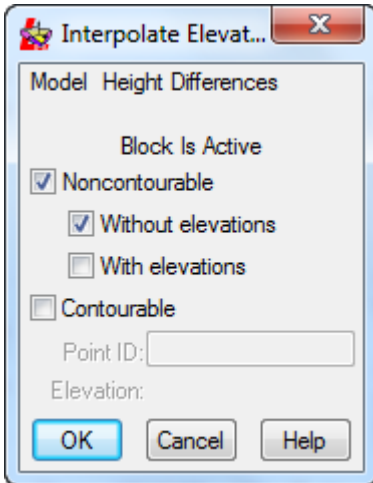 Interpolate Elevat...
Model Height Differences
Block Is Active
Noncontourable
Without elevations
With elevations
Contourable
Point ID:
Elevation:
OK Cancel Help